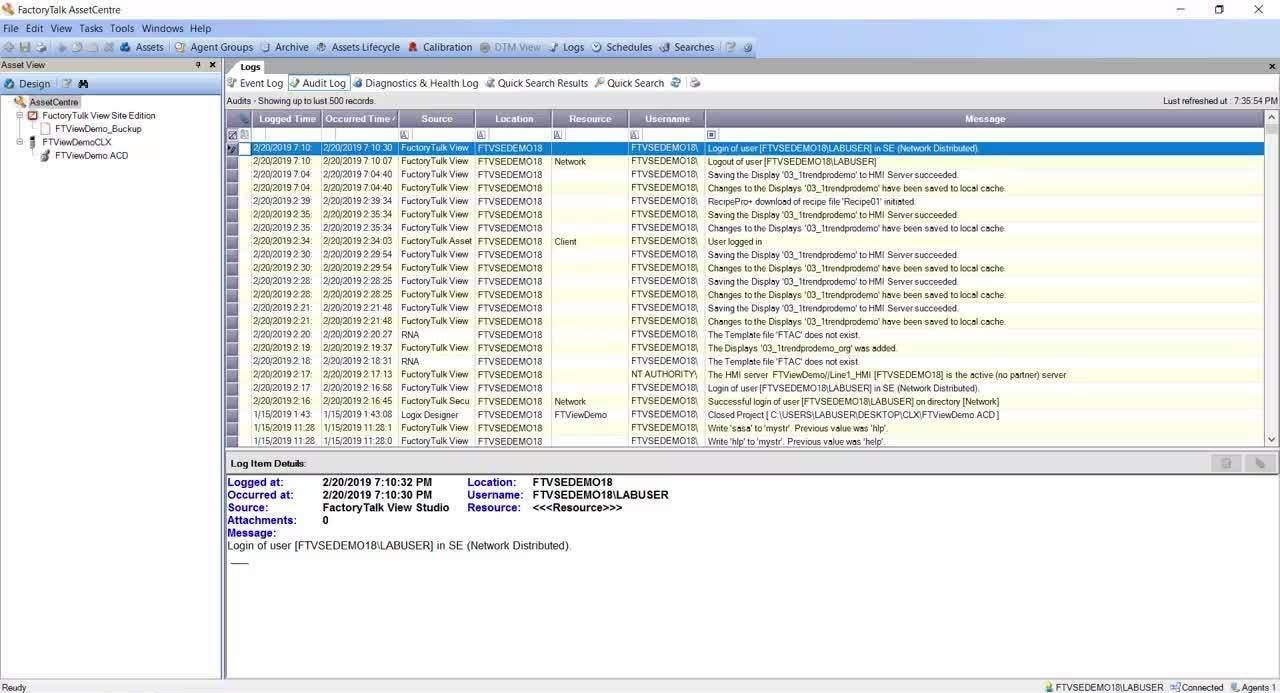 FactoryTalk AssetCentre
File Edit View Tasks Tools Windows Help
Assets Agent Groups Archive Assets Lifecycle Calibration DTM View Logs Schedules Searches
Asset View
Design
AssetCentre
FactoryTalk View Site Edition
FTViewDemo_Buckup
FTViewDemoCLX
FTViewDemo.ACD
Logs
Event Log Audit Log Diagnostics & Health Log Quick Search Results Quick Search
Audits - Showing up to last 500 records. Last refreshed at : 7:35:54 PM
Logged Time Occurred Time Source Location Resource Username Message
2/20/2019 7:10: 2/20/2019 7:10:30 FactoryTalk View FTVSEDEMO18 FTVSEDEMO18\ Login of user [FTVSEDEMO18\LABUSER] in SE (Network Distributed).
2/20/2019 7:10: 2/20/2019 7:10:07 FactoryTalk View FTVSEDEMO18 Network FTVSEDEMO18\ Logout of user [FTVSEDEMO18\LABUSER]
2/20/2019 7:04: 2/20/2019 7:04:40 FactoryTalk View FTVSEDEMO18 FTVSEDEMO18\ Saving the Display '03_1trendprodemo' to HMI Server succeeded.
2/20/2019 7:04: 2/20/2019 7:04:40 FactoryTalk View FTVSEDEMO18 FTVSEDEMO18\ Changes to the Displays '03_1trendprodemo' have been saved to local cache.
2/20/2019 2:39: 2/20/2019 2:39:34 FactoryTalk View FTVSEDEMO18 FTVSEDEMO18\ RecipePro+ download of recipe file 'Recipe01' initiated.
2/20/2019 2:35: 2/20/2019 2:35:34 FactoryTalk View FTVSEDEMO18 FTVSEDEMO18\ Saving the Display '03_1trendprodemo' to HMI Server succeeded.
2/20/2019 2:35: 2/20/2019 2:35:34 FactoryTalk View FTVSEDEMO18 FTVSEDEMO18\ Changes to the Displays '03_1trendprodemo' have been saved to local cache.
2/20/2019 2:34: 2/20/2019 2:34:03 FactoryTalk Asset FTVSEDEMO18 Client FTVSEDEMO18\ User logged in
2/20/2019 2:30: 2/20/2019 2:29:54 FactoryTalk View FTVSEDEMO18 FTVSEDEMO18\ Saving the Display '03_1trendprodemo' to HMI Server succeeded.
2/20/2019 2:30: 2/20/2019 2:29:54 FactoryTalk View FTVSEDEMO18 FTVSEDEMO18\ Changes to the Displays '03_1trendprodemo' have been saved to local cache.
2/20/2019 2:28: 2/20/2019 2:28:25 FactoryTalk View FTVSEDEMO18 FTVSEDEMO18\ Saving the Display '03_1trendprodemo' to HMI Server succeeded.
2/20/2019 2:28: 2/20/2019 2:28:25 FactoryTalk View FTVSEDEMO18 FTVSEDEMO18\ Changes to the Displays '03_1trendprodemo' have been saved to local cache.
2/20/2019 2:21: 2/20/2019 2:21:48 FactoryTalk View FTVSEDEMO18 FTVSEDEMO18\ Saving the Display '03_1trendprodemo' to HMI Server succeeded.
2/20/2019 2:21: 2/20/2019 2:21:48 FactoryTalk View FTVSEDEMO18 FTVSEDEMO18\ Changes to the Displays '03_1trendprodemo' have been saved to local cache.
2/20/2019 2:20: 2/20/2019 2:20:27 RNA FTVSEDEMO18 FTVSEDEMO18\ The Template file 'FTAC' does not exist.
2/20/2019 2:19: 2/20/2019 2:19:37 FactoryTalk View FTVSEDEMO18 FTVSEDEMO18\ The Displays '03_1trendprodemo_org' was added.
2/20/2019 2:18: 2/20/2019 2:18:31 RNA FTVSEDEMO18 FTVSEDEMO18\ The Template file 'FTAC' does not exist.
2/20/2019 2:17: 2/20/2019 2:17:13 FactoryTalk View FTVSEDEMO18 NT AUTHORITY\ The HMI server FTViewDemo//Line1_HMI [FTVSEDEMO18] is the active (no partner) server
2/20/2019 2:17: 2/20/2019 2:16:58 FactoryTalk View FTVSEDEMO18 FTVSEDEMO18\ Login of user [FTVSEDEMO18\LABUSER] in SE (Network Distributed).
2/20/2019 2:16: 2/20/2019 2:16:45 FactoryTalk Secu FTVSEDEMO18 Network FTVSEDEMO18\ Successful login of user [FTVSEDEMO18\LABUSER] on directory [Network]
1/15/2019 1:43: 1/15/2019 1:43:08 Logix Designer FTVSEDEMO18 FTViewDemo FTVSEDEMO18\ Closed Project [ C:\USERS\LABUSER\DESKTOP\CLX\FTViewDemo.ACD ]
1/15/2019 11:28 1/15/2019 11:28:1 FactoryTalk View FTVSEDEMO18 FTVSEDEMO18\ Write 'sasa' to 'mystr'. Previous value was 'hlp'.
1/15/2019 11:28 1/15/2019 11:28:0 FactoryTalk View FTVSEDEMO18 FTVSEDEMO18\ Write 'hlp' to 'mystr'. Previous value was 'help'.
Log Item Details:
Logged at: 2/20/2019 7:10:32 PM Location: FTVSEDEMO18
Occurred at: 2/20/2019 7:10:30 PM Username: FTVSEDEMO18\LABUSER
Source: FactoryTalk View Studio Resource: <<<Resource>>>
Attachments: 0
Message:
Login of user [FTVSEDEMO18\LABUSER] in SE (Network Distributed).
Ready FTVSEDEMO18\LABUSER Connected Agents:1